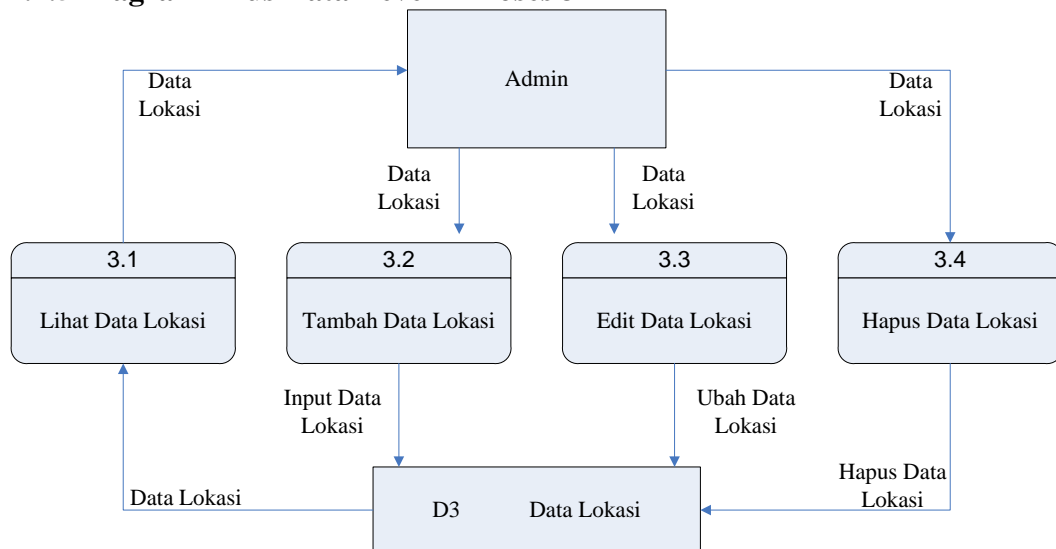 Admin
Data
Lokasi
Data
Lokasi
Data
Lokasi
Data
Lokasi
3.1
Lihat Data Lokasi
3.2
Tambah Data Lokasi
3.3
Edit Data Lokasi
3.4
Hapus Data Lokasi
Input Data
Lokasi
Ubah Data
Lokasi
Data Lokasi
D3 Data Lokasi
Hapus Data
Lokasi